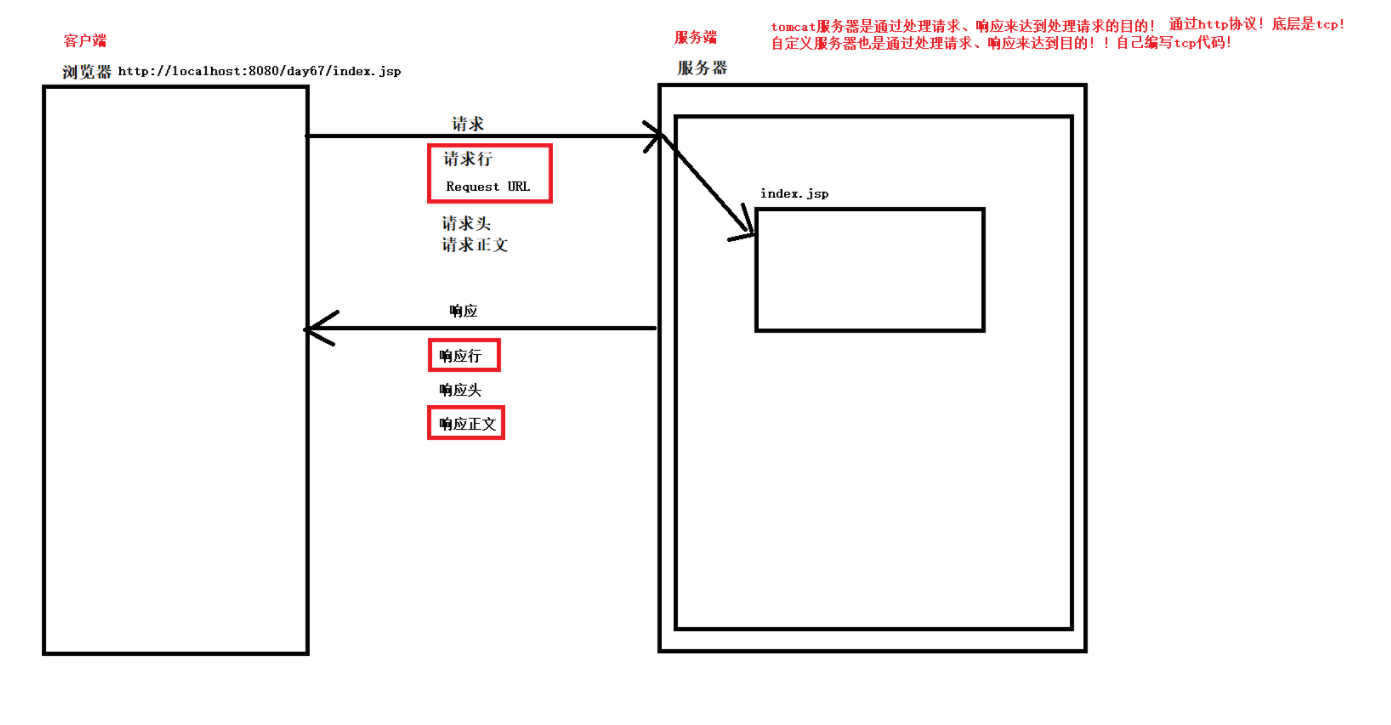 客户端
浏览器 http://localhost:8080/day67/index.jsp
请求
请求行
Request URL
请求头
请求正文
响应
响应行
响应头
响应正文
服务端
服务器
tomcat服务器是通过处理请求、响应来达到处理请求的目的! 通过http协议! 底层是tcp!
自定义服务器也是通过处理请求、响应来达到目的!!自己编写tcp代码!
index.jsp